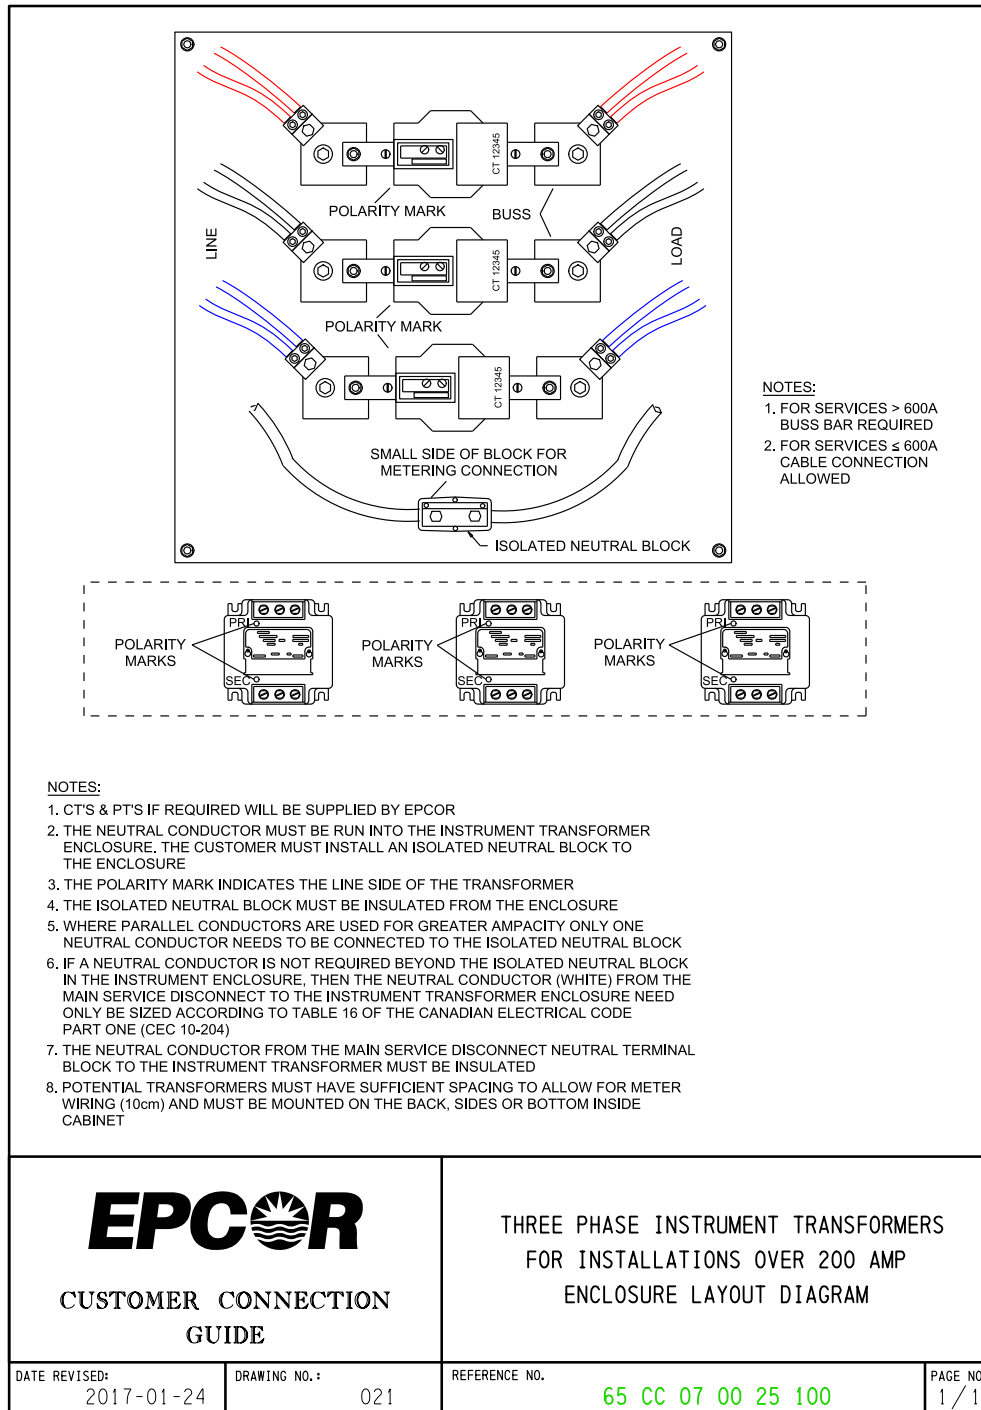 CT 12345
POLARITY MARK
BUSS
LINE
LOAD
CT 12345
POLARITY MARK
CT 12345
NOTES:
1. FOR SERVICES > 600A
BUSS BAR REQUIRED
2. FOR SERVICES ≤ 600A
CABLE CONNECTION
ALLOWED
SMALL SIDE OF BLOCK FOR
METERING CONNECTION
ISOLATED NEUTRAL BLOCK
PRI
POLARITY
MARKS
SEC
PRI
POLARITY
MARKS
SEC
PRI
POLARITY
MARKS
SEC
NOTES:
1. CT'S & PT'S IF REQUIRED WILL BE SUPPLIED BY EPCOR
2. THE NEUTRAL CONDUCTOR MUST BE RUN INTO THE INSTRUMENT TRANSFORMER
ENCLOSURE. THE CUSTOMER MUST INSTALL AN ISOLATED NEUTRAL BLOCK TO
THE ENCLOSURE
3. THE POLARITY MARK INDICATES THE LINE SIDE OF THE TRANSFORMER
4. THE ISOLATED NEUTRAL BLOCK MUST BE INSULATED FROM THE ENCLOSURE
5. WHERE PARALLEL CONDUCTORS ARE USED FOR GREATER AMPACITY ONLY ONE
NEUTRAL CONDUCTOR NEEDS TO BE CONNECTED TO THE ISOLATED NEUTRAL BLOCK
6. IF A NEUTRAL CONDUCTOR IS NOT REQUIRED BEYOND THE ISOLATED NEUTRAL BLOCK
IN THE INSTRUMENT ENCLOSURE, THEN THE NEUTRAL CONDUCTOR (WHITE) FROM THE
MAIN SERVICE DISCONNECT TO THE INSTRUMENT TRANSFORMER ENCLOSURE NEED
ONLY BE SIZED ACCORDING TO TABLE 16 OF THE CANADIAN ELECTRICAL CODE
PART ONE (CEC 10-204)
7. THE NEUTRAL CONDUCTOR FROM THE MAIN SERVICE DISCONNECT NEUTRAL TERMINAL
BLOCK TO THE INSTRUMENT TRANSFORMER MUST BE INSULATED
8. POTENTIAL TRANSFORMERS MUST HAVE SUFFICIENT SPACING TO ALLOW FOR METER
WIRING (10cm) AND MUST BE MOUNTED ON THE BACK, SIDES OR BOTTOM INSIDE
CABINET
EPCOR
CUSTOMER CONNECTION
GUIDE
THREE PHASE INSTRUMENT TRANSFORMERS
FOR INSTALLATIONS OVER 200 AMP
ENCLOSURE LAYOUT DIAGRAM
DATE REVISED:
2017-01-24
DRAWING NO.:
021
REFERENCE NO.
65 CC 07 00 25 100
PAGE NO
1/1